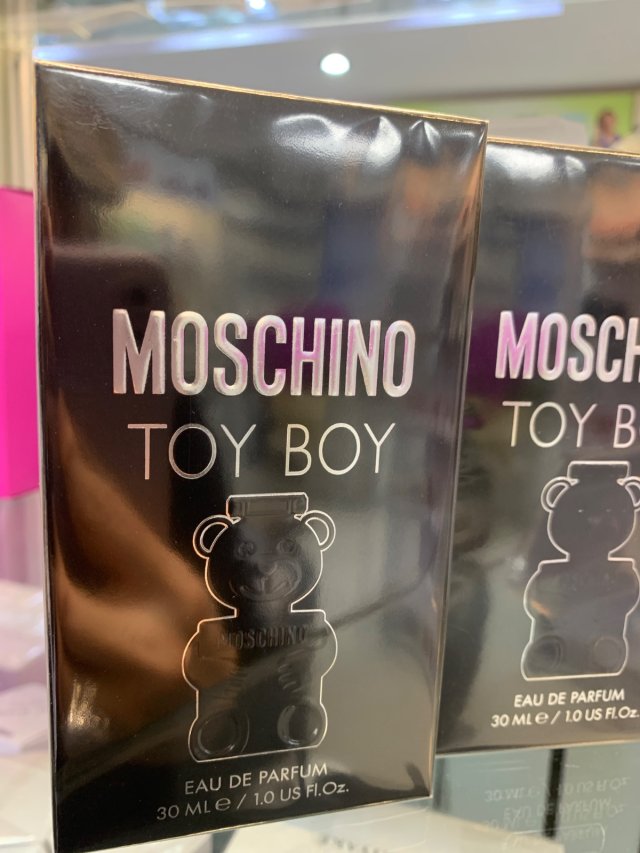 MOSCHINO
TOY BOY
MOSCHINO
EAU DE PARFUM
30 ML e / 1.0 US Fl.Oz.
MOSCH
TOY B
EAU DE PARFUM
30 ML e / 1.0 US Fl.Oz.